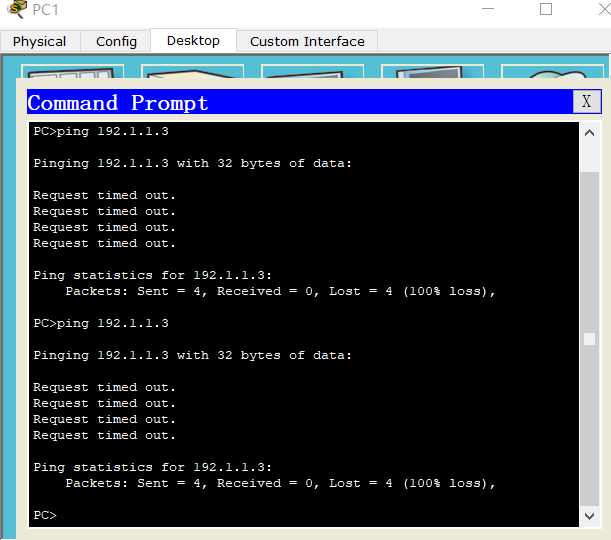 PC1
Physical Config Desktop Custom Interface
Command Prompt X
PC>ping 192.1.1.3
Pinging 192.1.1.3 with 32 bytes of data:
Request timed out.
Request timed out.
Request timed out.
Request timed out.
Ping statistics for 192.1.1.3:
Packets: Sent = 4, Received = 0, Lost = 4 (100% loss),
PC>ping 192.1.1.3
Pinging 192.1.1.3 with 32 bytes of data:
Request timed out.
Request timed out.
Request timed out.
Request timed out.
Ping statistics for 192.1.1.3:
Packets: Sent = 4, Received = 0, Lost = 4 (100% loss),
PC>